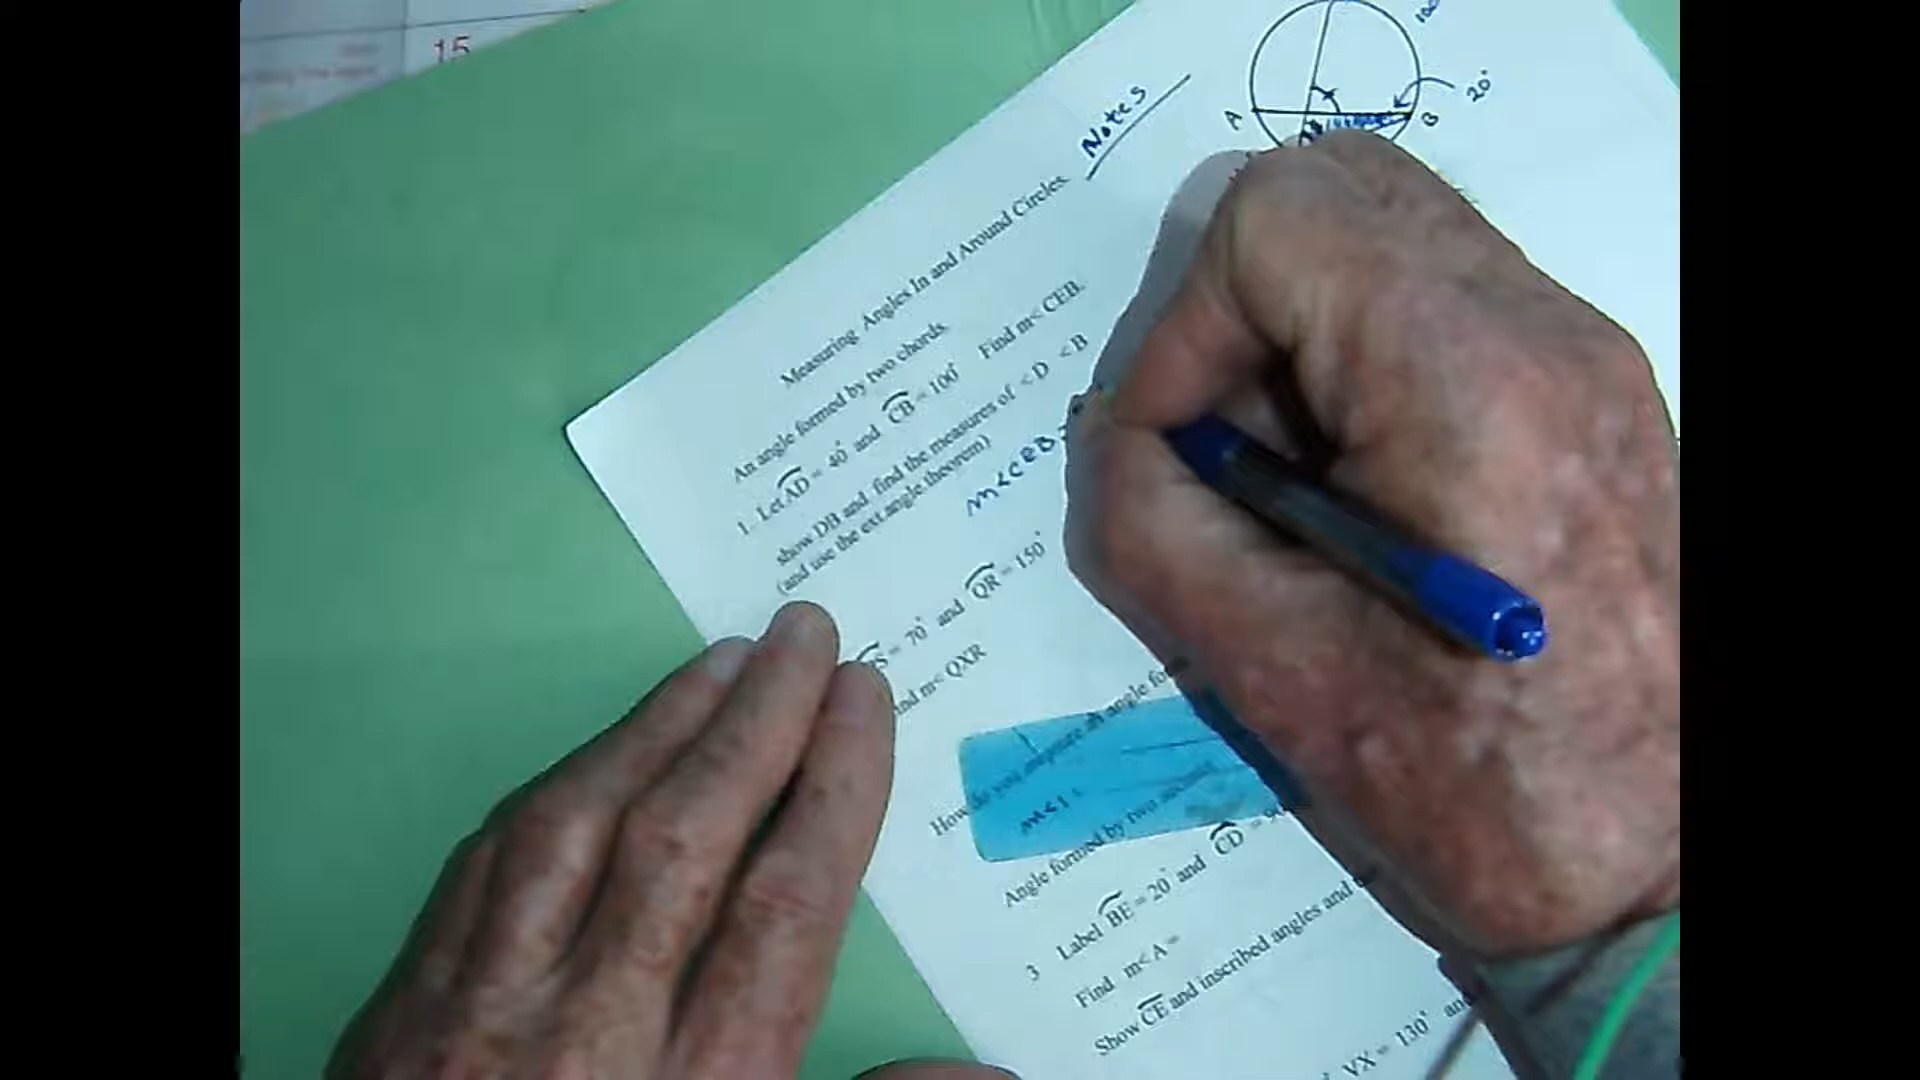 15
100
20°
A
B
Notes
Measuring Angles In and Around Circles
An angle formed by two chords.
1. Let AD = 40° and CB = 100° Find m< CEB.
show DB and find the measures of <D <B
(and use the ext angle theorem)
m<CEB =
S = 70° and QR = 150°
nd m< QXR
How do you measure an angle fo
m<1 =
Angle formed by two secants
3 Label BE = 20° and CD = 9
Find m<A =
Show CE and inscribed angles and
VX = 130° an